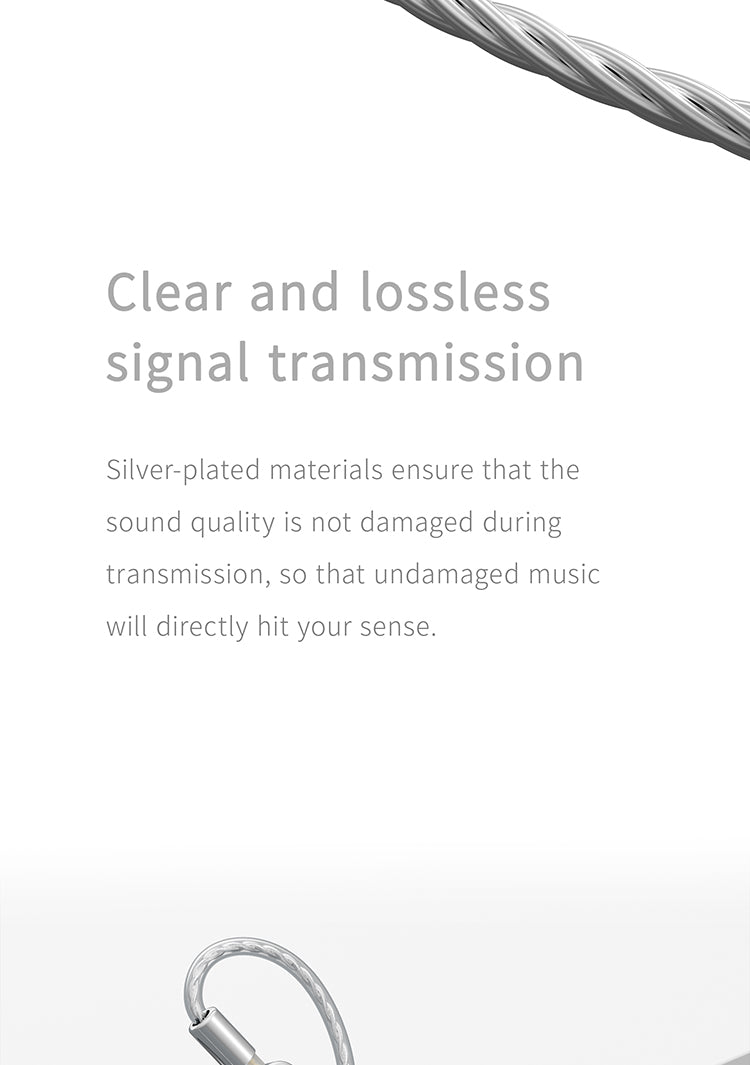 Clear and lossless
signal transmission
Silver-plated materials ensure that the
sound quality is not damaged during
transmission, so that undamaged music
will directly hit your sense.